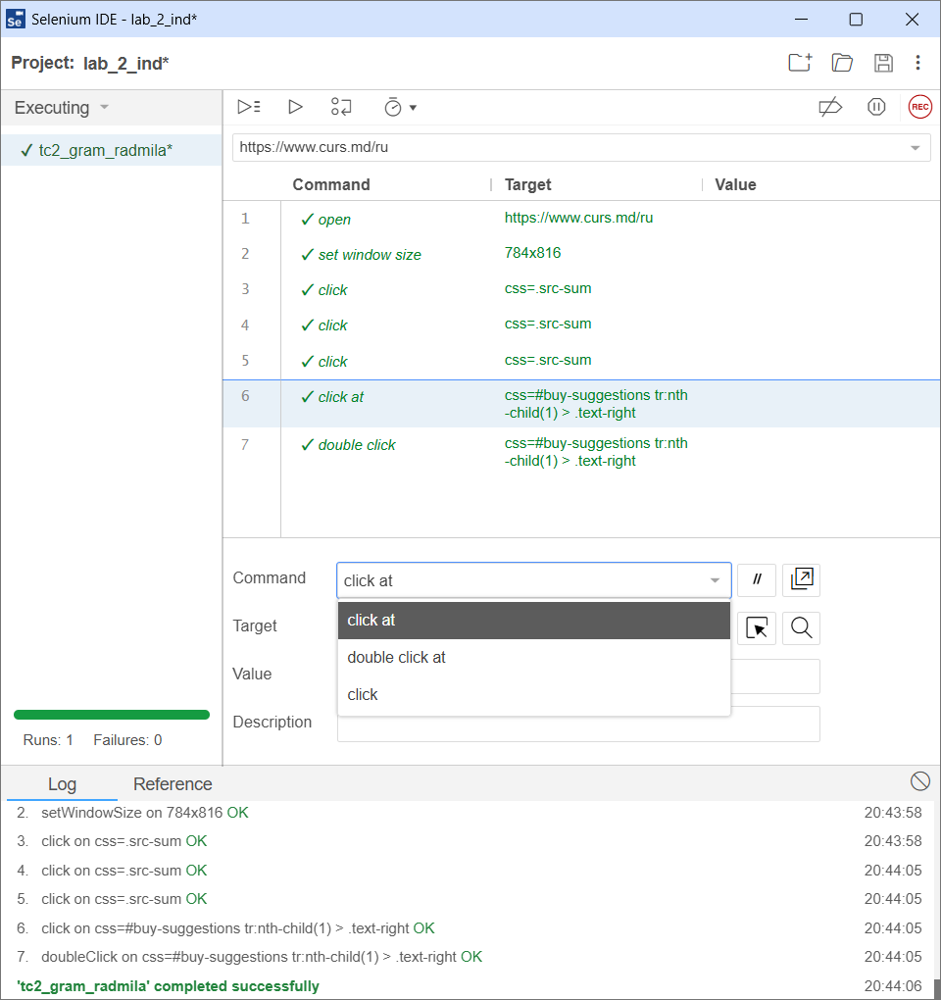 Selenium IDE - lab_2_ind*
Project: lab_2_ind*
Executing
REC
✓ tc2_gram_radmila*
https://www.curs.md/ru
Command Target Value
1 ✓ open https://www.curs.md/ru
2 ✓ set window size 784x816
3 ✓ click css=.src-sum
4 ✓ click css=.src-sum
5 ✓ click css=.src-sum
6 ✓ click at css=#buy-suggestions tr:nth
-child(1) > .text-right
7 ✓ double click css=#buy-suggestions tr:nth
-child(1) > .text-right
Command click at //
click at
Target
double click at
Value
click
Description
Runs: 1 Failures: 0
Log Reference
2. setWindowSize on 784x816 OK 20:43:58
3. click on css=.src-sum OK 20:43:58
4. click on css=.src-sum OK 20:44:05
5. click on css=.src-sum OK 20:44:05
6. click on css=#buy-suggestions tr:nth-child(1) > .text-right OK 20:44:05
7. doubleClick on css=#buy-suggestions tr:nth-child(1) > .text-right OK 20:44:05
'tc2_gram_radmila' completed successfully 20:44:06